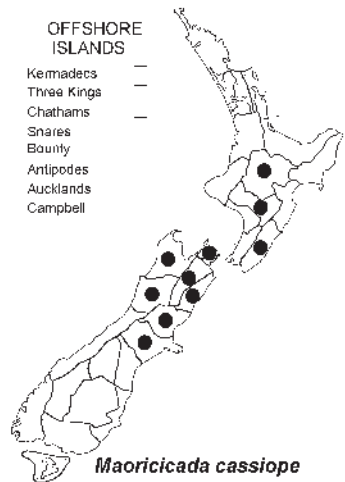 OFFSHORE
ISLANDS
Kermadecs —
Three Kings —
Chathams —
Snares
Bounty
Antipodes
Aucklands
Campbell
Maoricicada cassiope